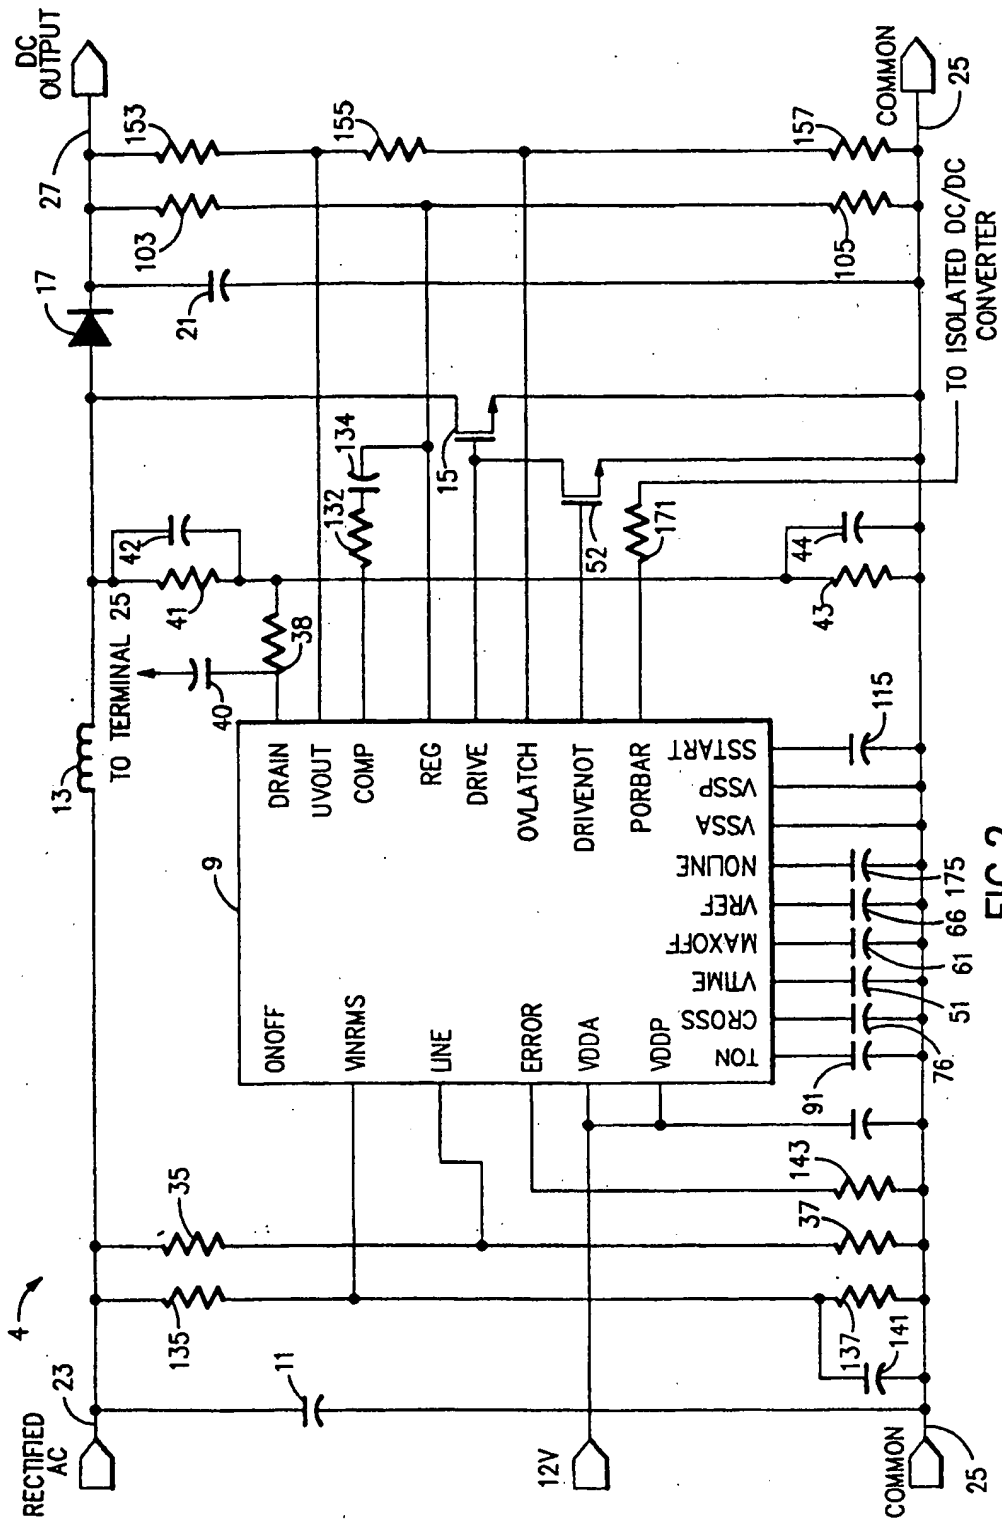 4
RECTIFIED
AC
23
13
17
27
DC
OUTPUT
TO TERMINAL 25
42
41
40
38
35
135
11
21
103
153
155
132
134
15
52
171
9
ONOFF
VINRMS
LINE
ERROR
VDDA
VDDP
DRAIN
UVOUT
COMP
REG
DRIVE
OVLATCH
DRIVENOT
PORBAR
TON
CROSS
VTIME
MAXOFF
VREF
NOLINE
VSSA
VSSP
SSTART
12V
143
37
137
141
91
76
51
61
66
175
115
43
44
105
157
COMMON
25
COMMON
25
TO ISOLATED DC/DC
CONVERTER
FIG.2